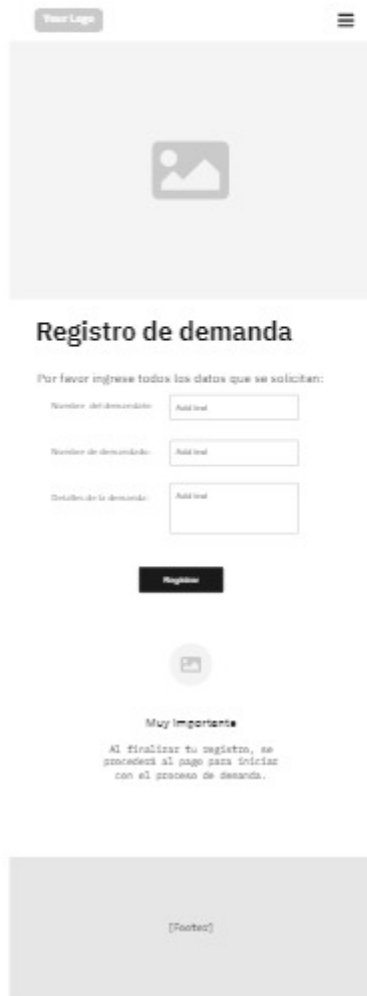 Your Logo
Registro de demanda
Por favor ingrese todos los datos que se solicitan:
Nombre del demandate:
Add text
Nombre de demandado:
Add text
Detalles de la demanda:
Add text
Registrar
Muy Importante
Al finalizar tu registro, se
procederá al pago para iniciar
con el proceso de demanda.
[Footer]